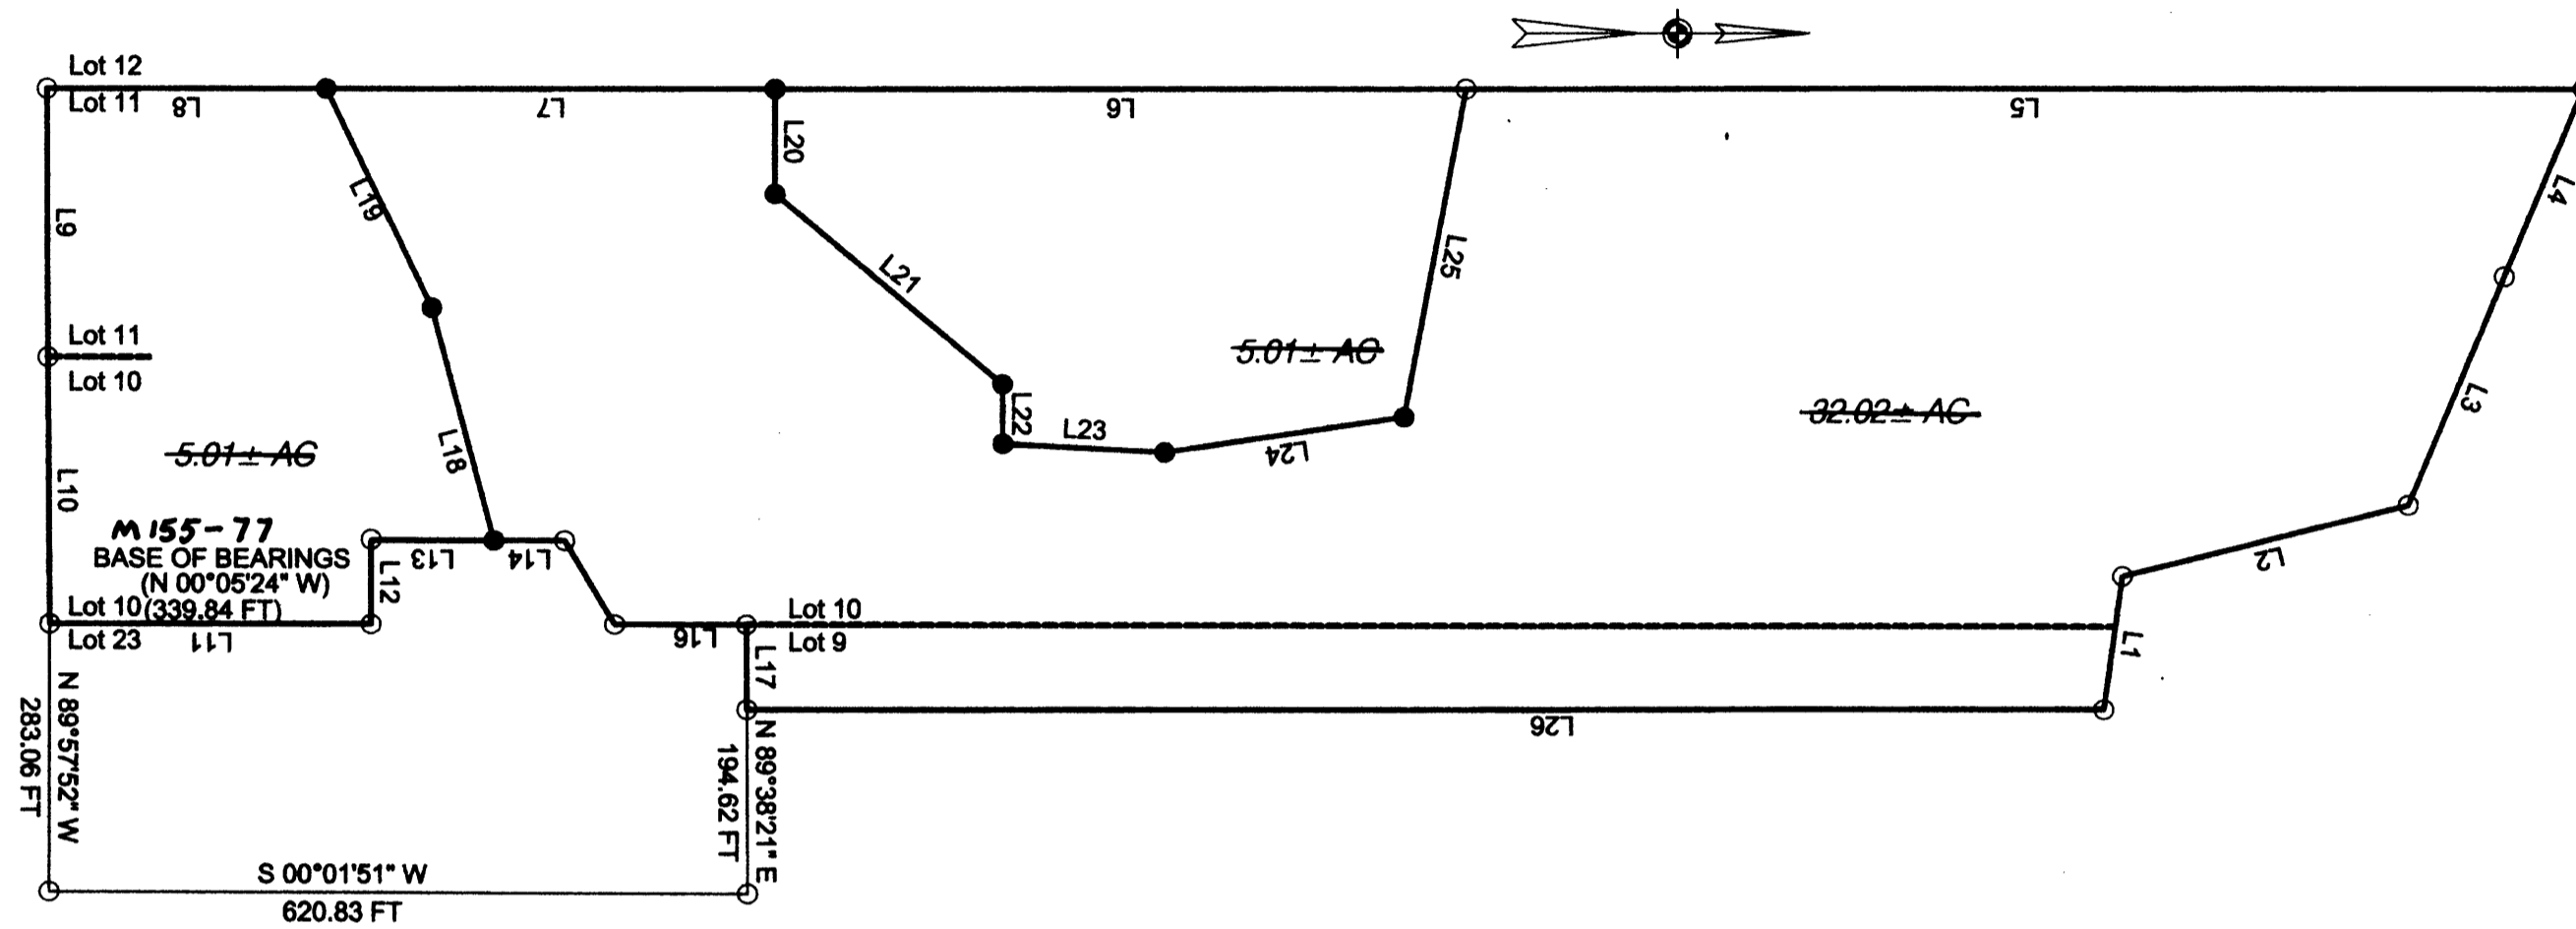 Lot 12
Lot 11
L8
L7
L6
L5
L20
L4
L19
L9
L25
L21
Lot 11
Lot 10
5.01± AC
L22
L23
L3
32.02± AC
L24
L18
5.01± AC
L10
M 155-77
BASE OF BEARINGS
(N 00°05'24" W)
(339.84 FT)
L13
L14
L12
L2
Lot 10
Lot 23
L11
L16
Lot 10
Lot 9
L1
L17
L26
N 89°57'52" W
283.06 FT
N 89°38'21" E
194.62 FT
S 00°01'51" W
620.83 FT